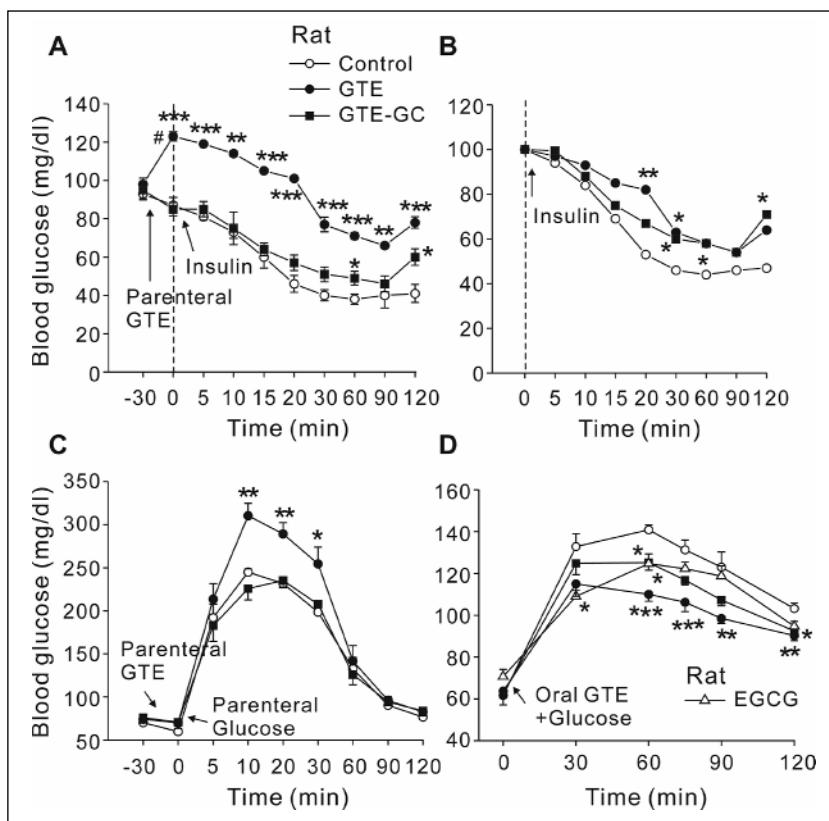 A
Rat
Control
GTE
GTE-GC
B
Blood glucose (mg/dl)
140
120
100
80
60
40
20
0
#
***
***
**
***
***
***
***
**
***
*
*
Insulin
Parenteral
GTE
-30 0 5 10 15 20 30 60 90 120
Time (min)
120
100
80
60
40
20
0
**
*
*
*
*
Insulin
0 5 10 15 20 30 60 90 120
Time (min)
C
Blood glucose (mg/dl)
350
300
250
200
150
100
50
**
**
*
Parenteral
GTE
Parenteral
Glucose
-30 0 5 10 20 30 60 90 120
Time (min)
D
160
140
120
100
80
60
40
*
*
*
***
***
**
*
**
Oral GTE
+Glucose
Rat
EGCG
0 30 60 90 120
Time (min)